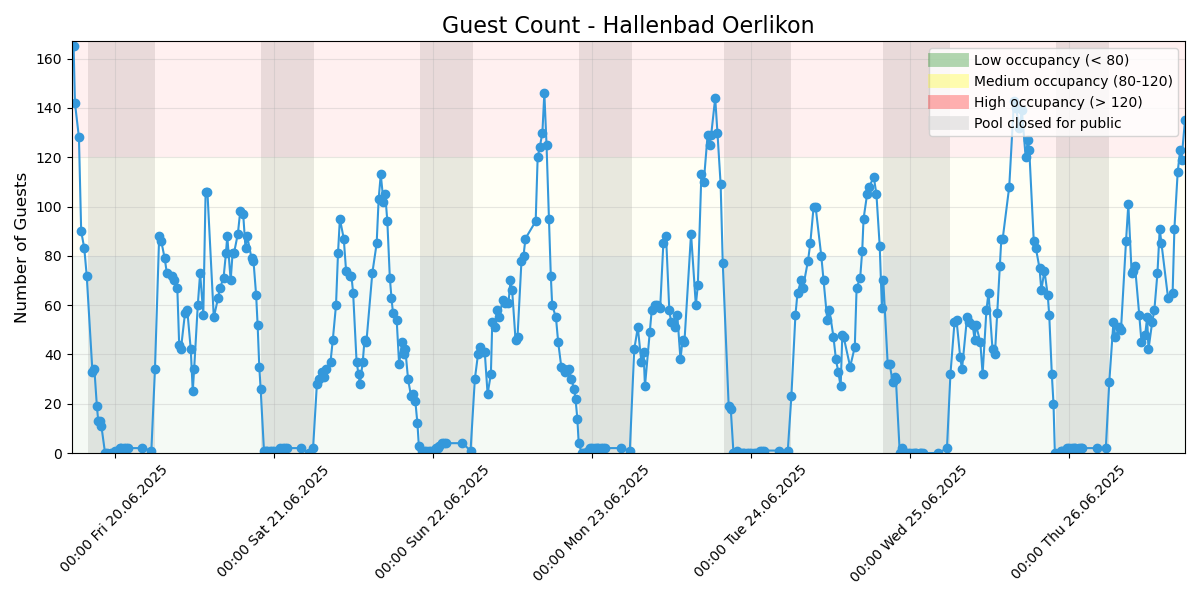 Guest Count - Hallenbad Oerlikon
Low occupancy (< 80)
Medium occupancy (80-120)
High occupancy (> 120)
Pool closed for public
Number of Guests
160
140
120
100
80
60
40
20
0
00:00 Fri 20.06.2025
00:00 Sat 21.06.2025
00:00 Sun 22.06.2025
00:00 Mon 23.06.2025
00:00 Tue 24.06.2025
00:00 Wed 25.06.2025
00:00 Thu 26.06.2025